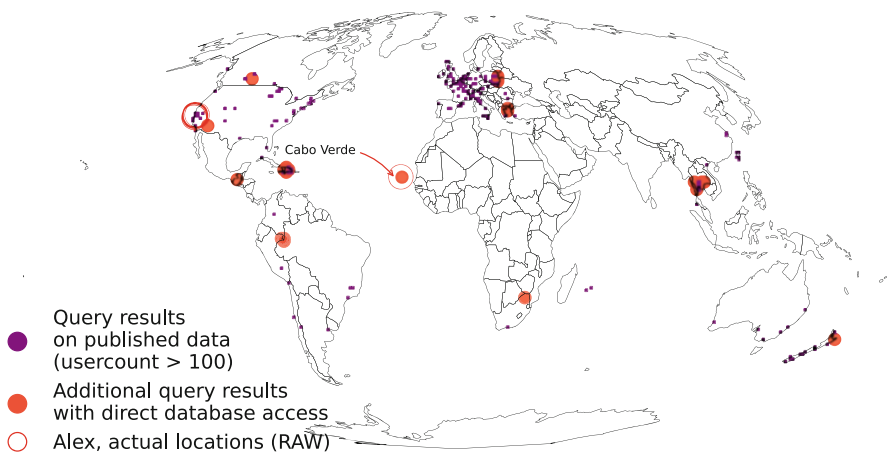 Cabo Verde
Query results
on published data
(usercount > 100)
Additional query results
with direct database access
Alex, actual locations (RAW)